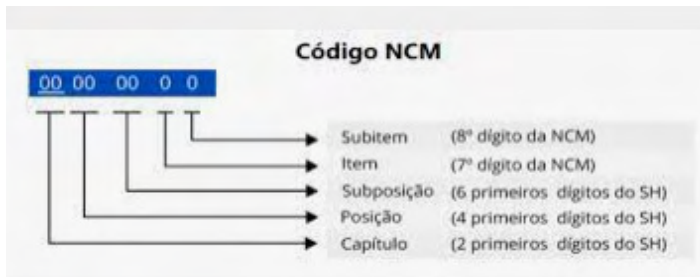 Código NCM
00 00 00 0 0
Subitem (8º dígito da NCM)
Item (7º dígito da NCM)
Subposição (6 primeiros dígitos do SH)
Posição (4 primeiros dígitos do SH)
Capítulo (2 primeiros dígitos do SH)